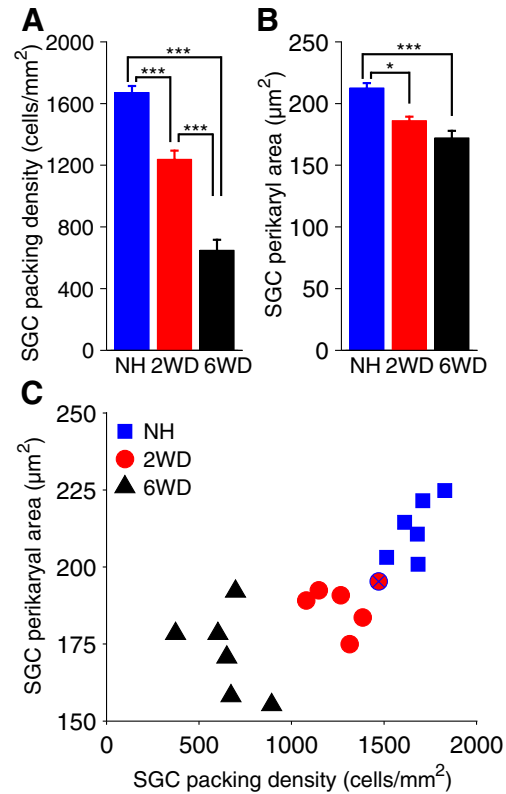 A
SGC packing density (cells/mm²)
2000
1600
1200
800
400
0
***
***
***
NH 2WD 6WD
B
SGC perikaryl area (µm²)
250
200
150
100
50
0
***
*
NH 2WD 6WD
C
SGC perikaryal area (µm²)
250
225
200
175
150
NH
2WD
6WD
0 500 1000 1500 2000
SGC packing density (cells/mm²)